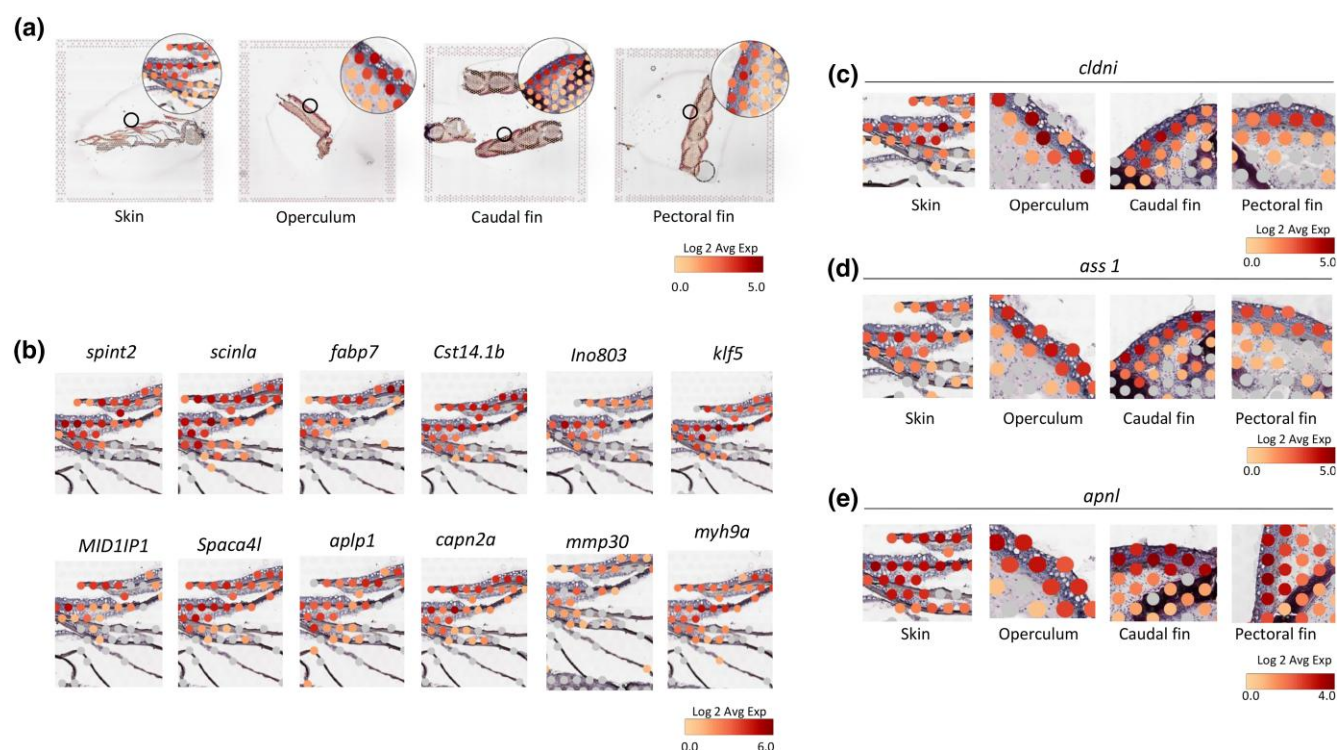 (a)
Skin
Operculum
Caudal fin
Pectoral fin
Log 2 Avg Exp
0.0 5.0
(b)
spint2 scinla fabp7 Cst14.1b Ino803 klf5
MID1IP1 Spaca4l aplp1 capn2a mmp30 myh9a
Log 2 Avg Exp
0.0 6.0
(c)
cldni
Skin Operculum Caudal fin Pectoral fin
Log 2 Avg Exp
0.0 5.0
(d)
ass 1
Skin Operculum Caudal fin Pectoral fin
Log 2 Avg Exp
0.0 5.0
(e)
apnl
Skin Operculum Caudal fin Pectoral fin
Log 2 Avg Exp
0.0 4.0